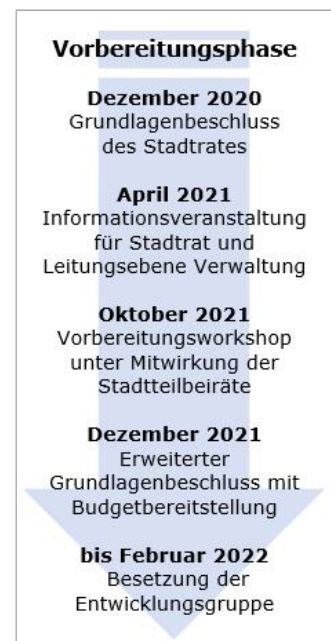 Vorbereitungsphase
Dezember 2020
Grundlagenbeschluss
des Stadtrates
April 2021
Informationsveranstaltung
für Stadtrat und
Leitungsebene Verwaltung
Oktober 2021
Vorbereitungsworkshop
unter Mitwirkung der
Stadtteilbeiräte
Dezember 2021
Erweiterter
Grundlagenbeschluss mit
Budgetbereitstellung
bis Februar 2022
Besetzung der
Entwicklungsgruppe